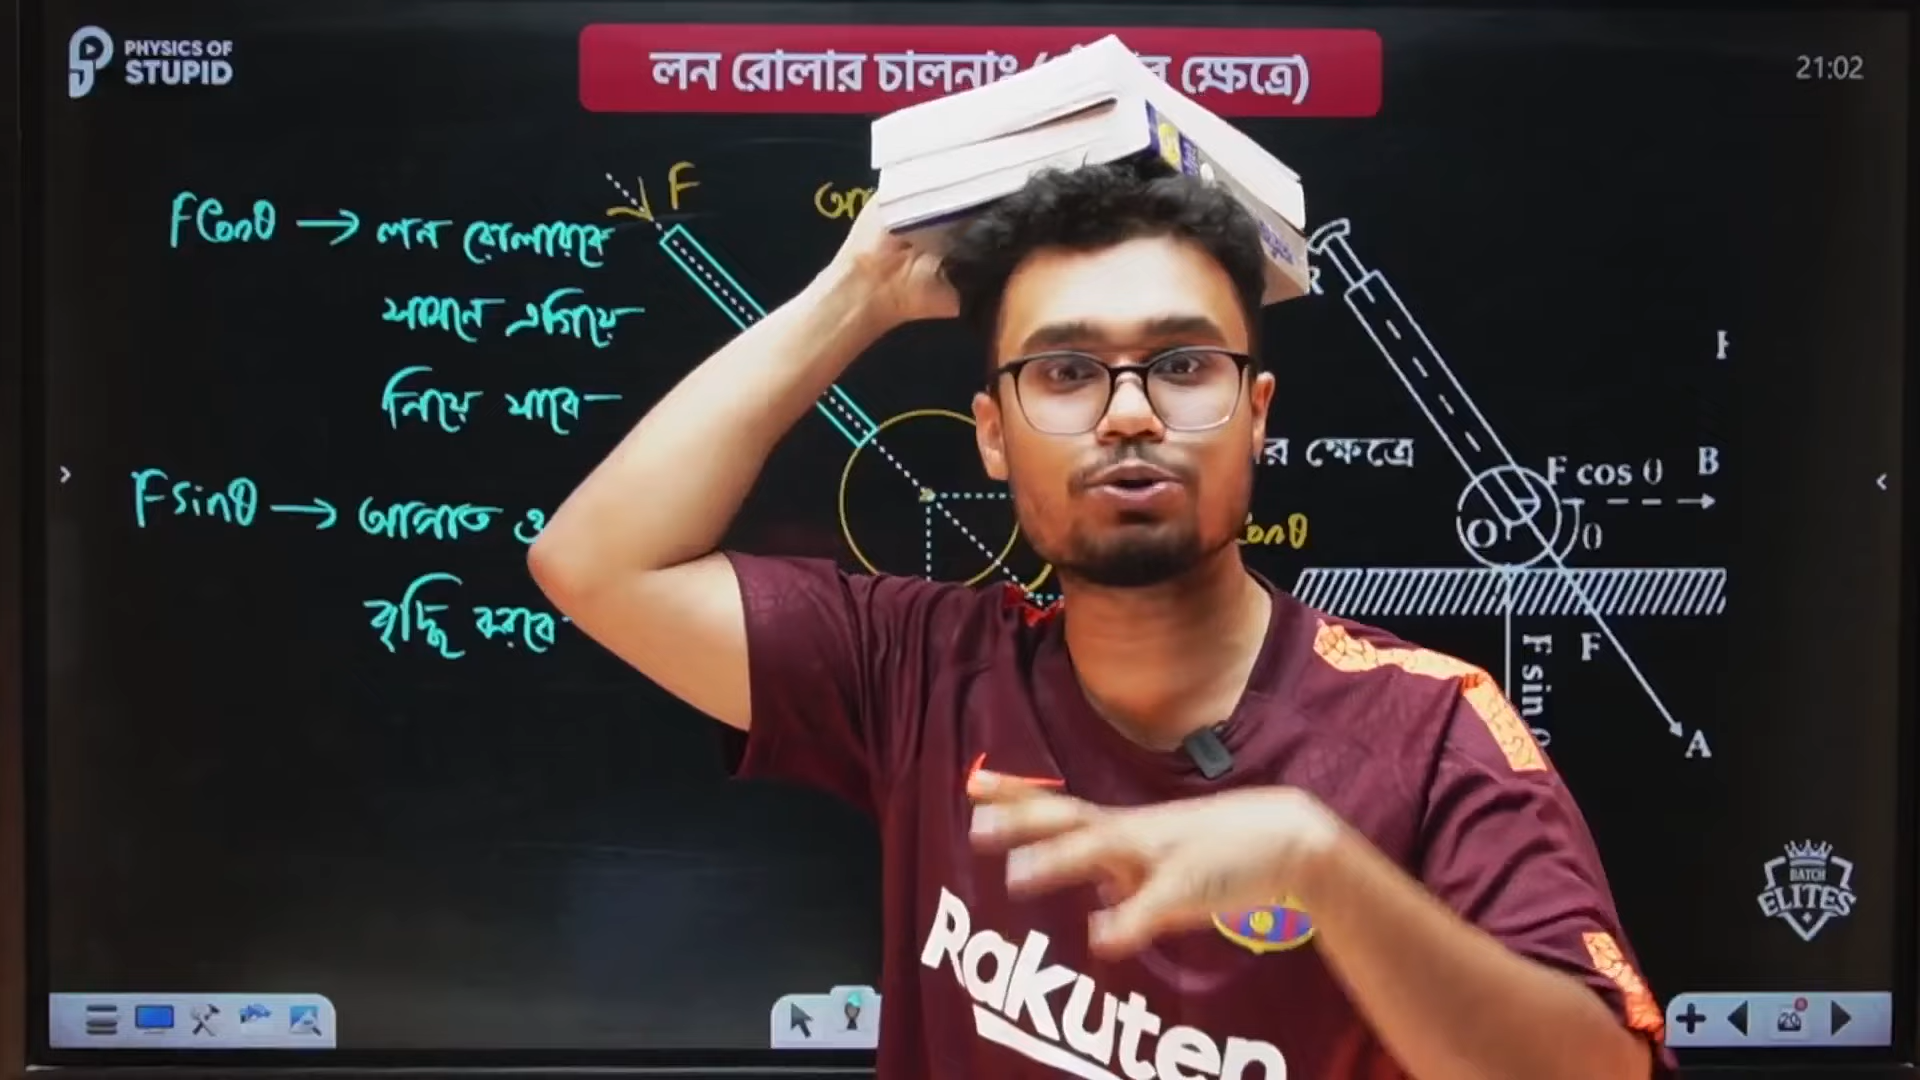 PHYSICS OF
STUPID
লন রোলার চালনাঃ
ক্ষেত্রে)
21:02
F
FCosθ → লন রোলারকে
সামনে এগিয়ে
নিয়ে যাবে
Fsinθ → আপাত ও
বৃদ্ধি করবে
র ক্ষেত্রে
F cos θ
B
O
θ
F
F sin θ
A
BATCH
ELITES
Rakuten
20